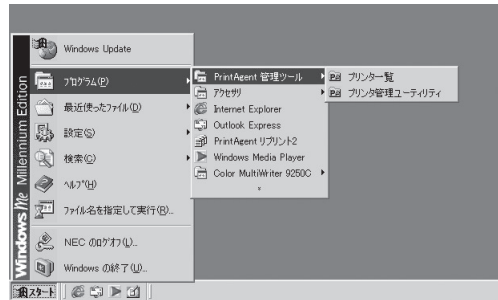 Windows Update
プログラム(P)
最近使ったファイル(D)
設定(S)
検索(C)
ヘルプ(H)
ファイル名を指定して実行(R)...
NEC のログオフ(L)...
Windows の終了(U)...
Windows Me Millennium Edition
PrintAgent 管理ツール
アクセサリ
Internet Explorer
Outlook Express
PrintAgent リプリント2
Windows Media Player
Color MultiWriter 9250C
プリンター覧
プリンタ管理ユーティリティ
スタート